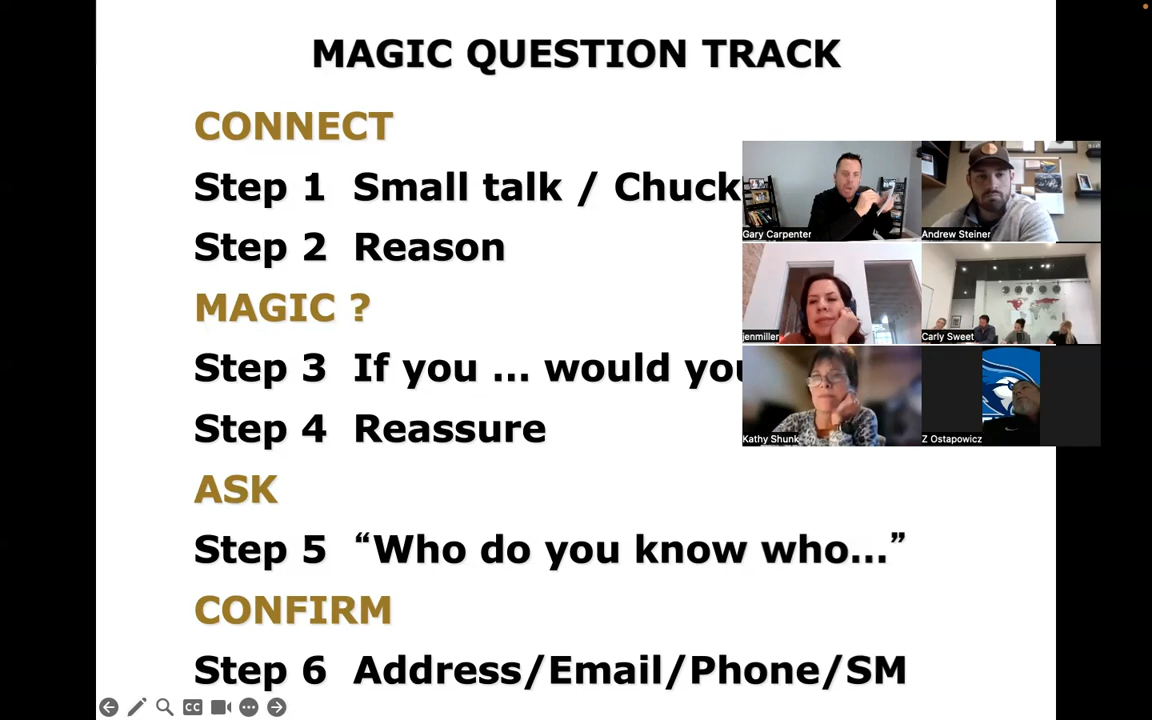 MAGIC QUESTION TRACK
CONNECT
Step 1 Small talk / Chuck
Step 2 Reason
MAGIC ?
Step 3 If you ... would you
Step 4 Reassure
ASK
Step 5 “Who do you know who...”
CONFIRM
Step 6 Address/Email/Phone/SM
Gary Carpenter
Andrew Steiner
jenmiller
Carly Sweet
Kathy Shunk
Z Ostapowicz
CC